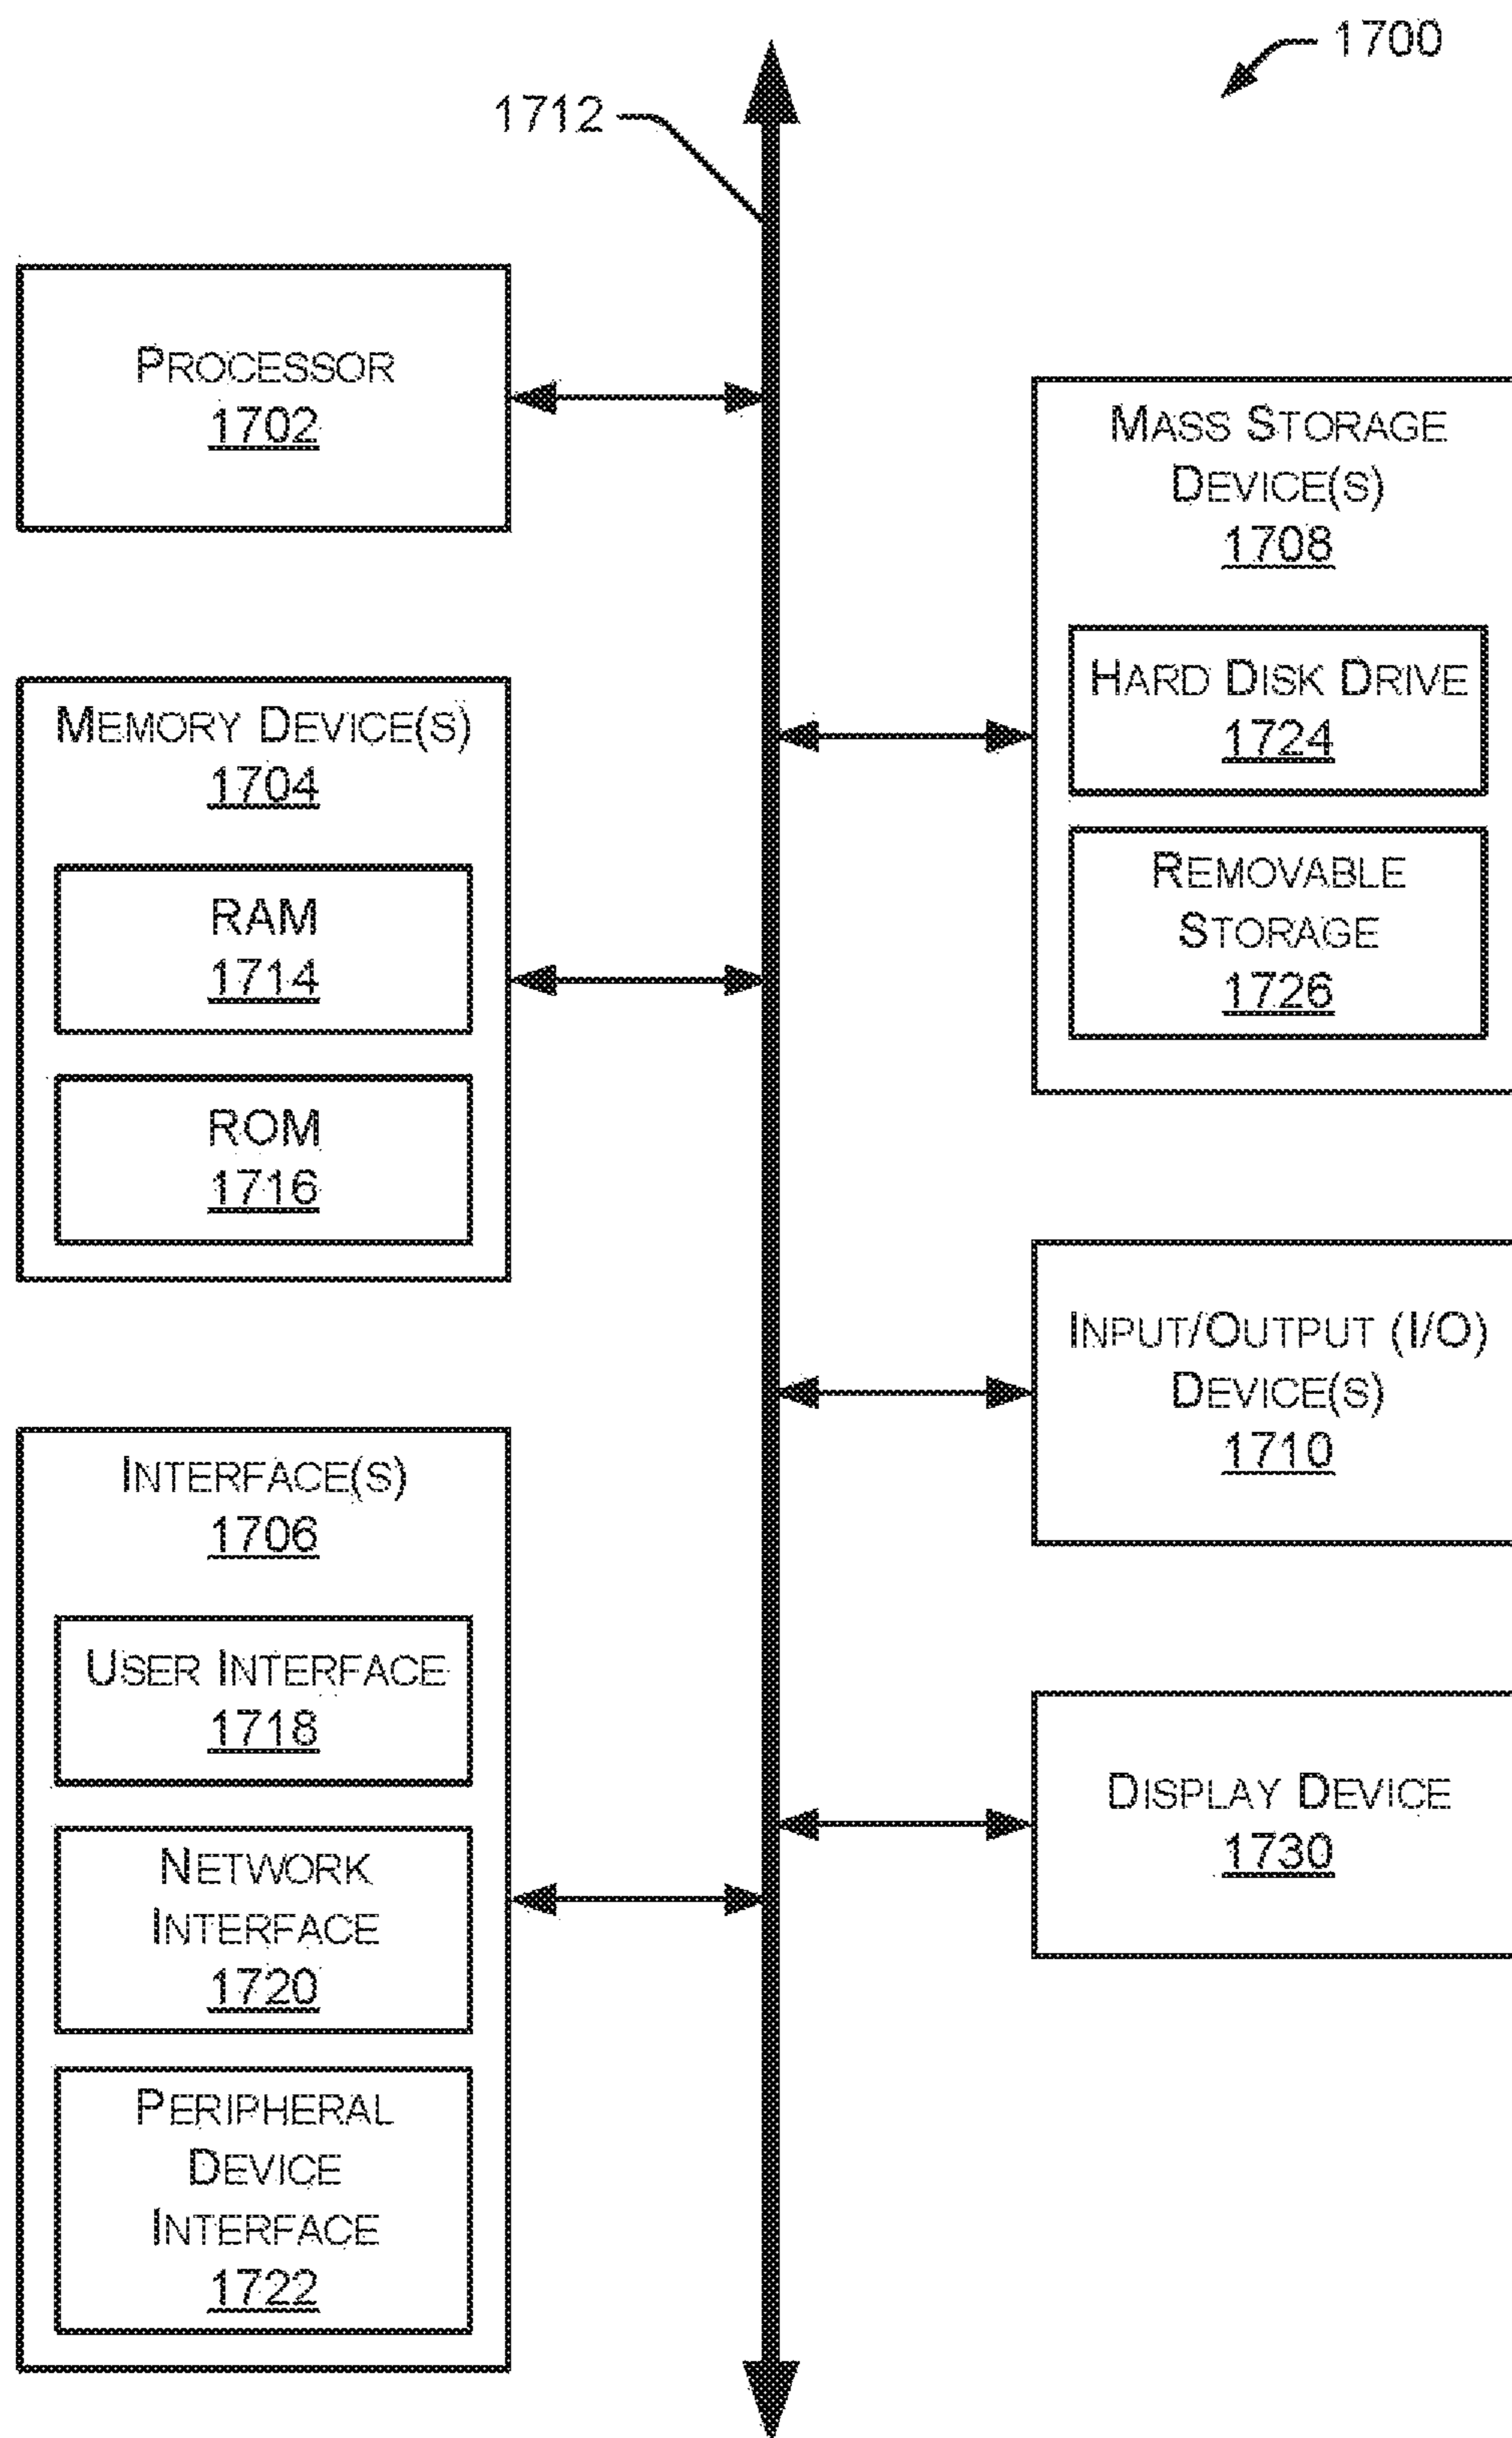 1700
1712
PROCESSOR
1702
MEMORY DEVICE(S)
1704
RAM
1714
ROM
1716
INTERFACE(S)
1706
USER INTERFACE
1718
NETWORK
INTERFACE
1720
PERIPHERAL
DEVICE
INTERFACE
1722
MASS STORAGE
DEVICE(S)
1708
HARD DISK DRIVE
1724
REMOVABLE
STORAGE
1726
INPUT/OUTPUT (I/O)
DEVICE(S)
1710
DISPLAY DEVICE
1730